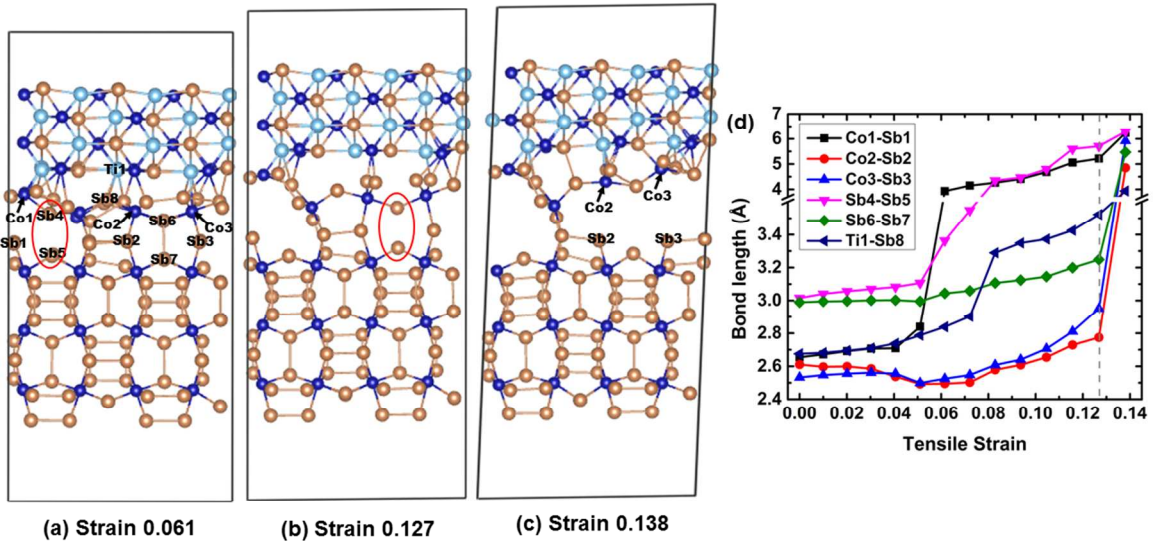 Ti1
Sb8
Co1
Sb4
Co2
Sb6
Co3
Sb1
Sb2
Sb3
Sb5
Sb7
(a) Strain 0.061
(b) Strain 0.127
Co2
Co3
Sb2
Sb3
(c) Strain 0.138
(d)
Bond length (Å)
7
6
5
4
3.4
3.2
3.0
2.8
2.6
2.4
Co1-Sb1
Co2-Sb2
Co3-Sb3
Sb4-Sb5
Sb6-Sb7
Ti1-Sb8
0.00 0.02 0.04 0.06 0.08 0.10 0.12 0.14
Tensile Strain